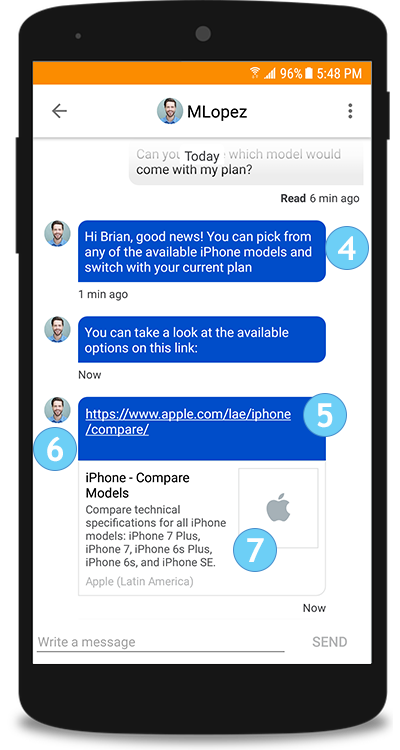 96% 5:48 PM
MLopez
Today
Can you which model would
come with my plan?
Read 6 min ago
Hi Brian, good news! You can pick from
any of the available iPhone models and
switch with your current plan
4
1 min ago
You can take a look at the available
options on this link:
Now
https://www.apple.com/lae/iphone
/compare/
5
6
iPhone - Compare
Models
Compare technical
specifications for all iPhone
models: iPhone 7 Plus,
iPhone 7, iPhone 6s Plus,
iPhone 6s, and iPhone SE.
7
Apple (Latin America)
Now
Write a message
SEND